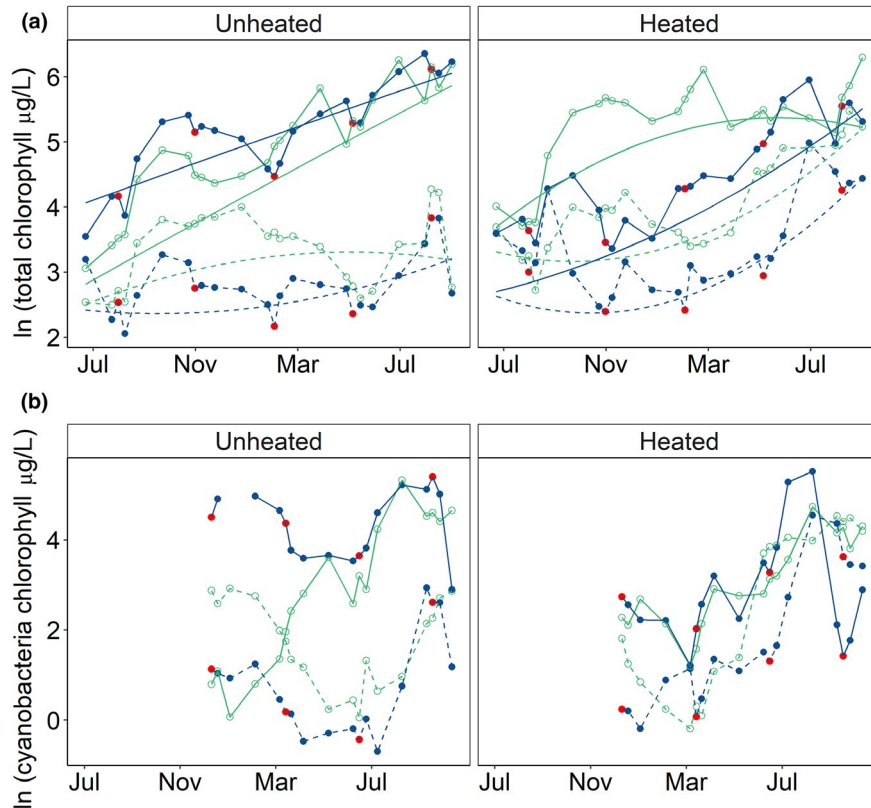 (a)
Unheated Heated
ln (total chlorophyll µg/L)
6
5
4
3
2
Jul Nov Mar Jul Jul Nov Mar Jul
(b)
Unheated Heated
ln (cyanobacteria chlorophyll µg/L)
4
2
0
Jul Nov Mar Jul Jul Nov Mar Jul